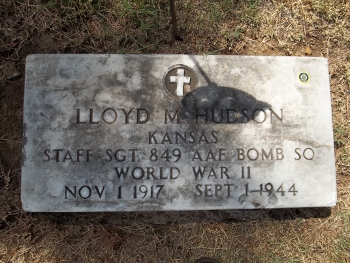 LLOYD M HUDSON
KANSAS
STAFF SGT 849 AAF BOMB SQ
WORLD WAR II
NOV 1 1917 SEPT 1 1944